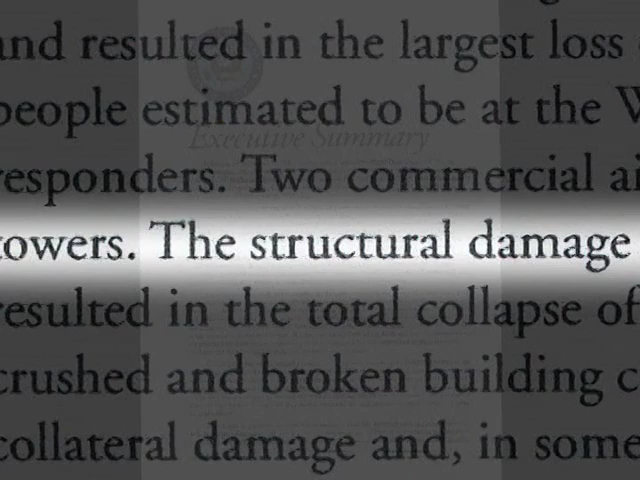 and resulted in the largest loss
people estimated to be at the W
Executive Summary
responders. Two commercial ai
towers. The structural damage
resulted in the total collapse of
crushed and broken building c
collateral damage and, in some